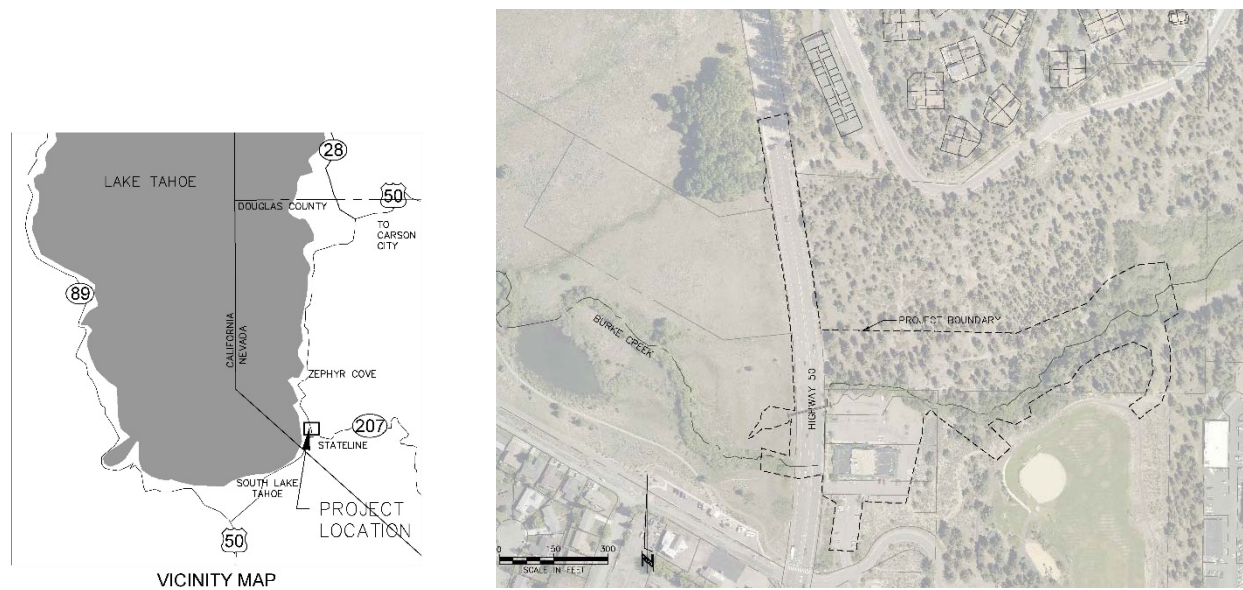 28
LAKE TAHOE
50
DOUGLAS COUNTY
TO
CARSON
CITY
89
CALIFORNIA
NEVADA
ZEPHYR COVE
207
STATELINE
SOUTH LAKE
TAHOE
PROJECT
LOCATION
50
VICINITY MAP
PROJECT BOUNDARY
BURKE CREEK
HIGHWAY 50
0 150 300
SCALE IN FEET
N